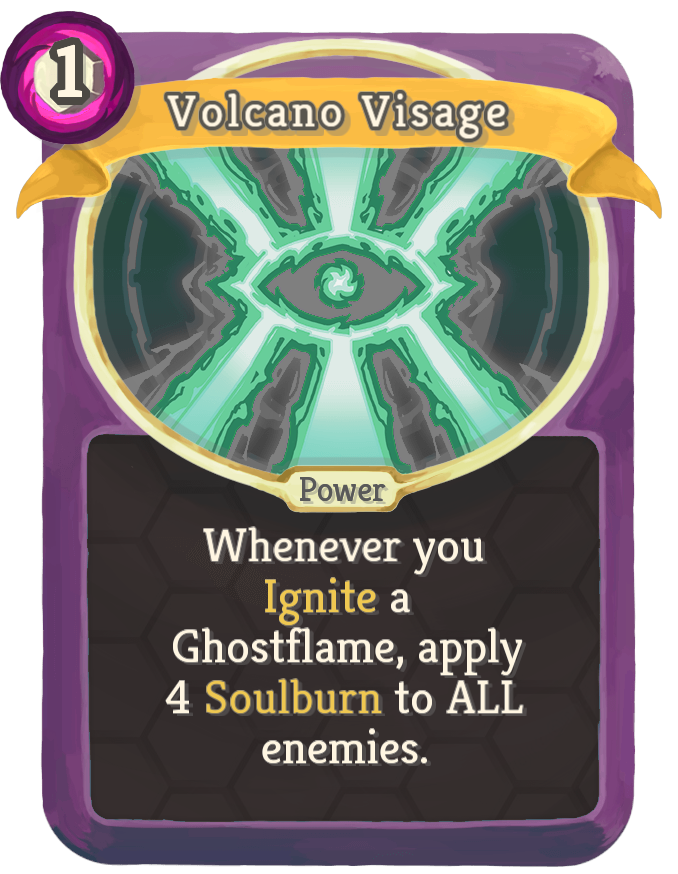 1
Volcano Visage
Power
Whenever you
Ignite a
Ghostflame, apply
4 Soulburn to ALL
enemies.